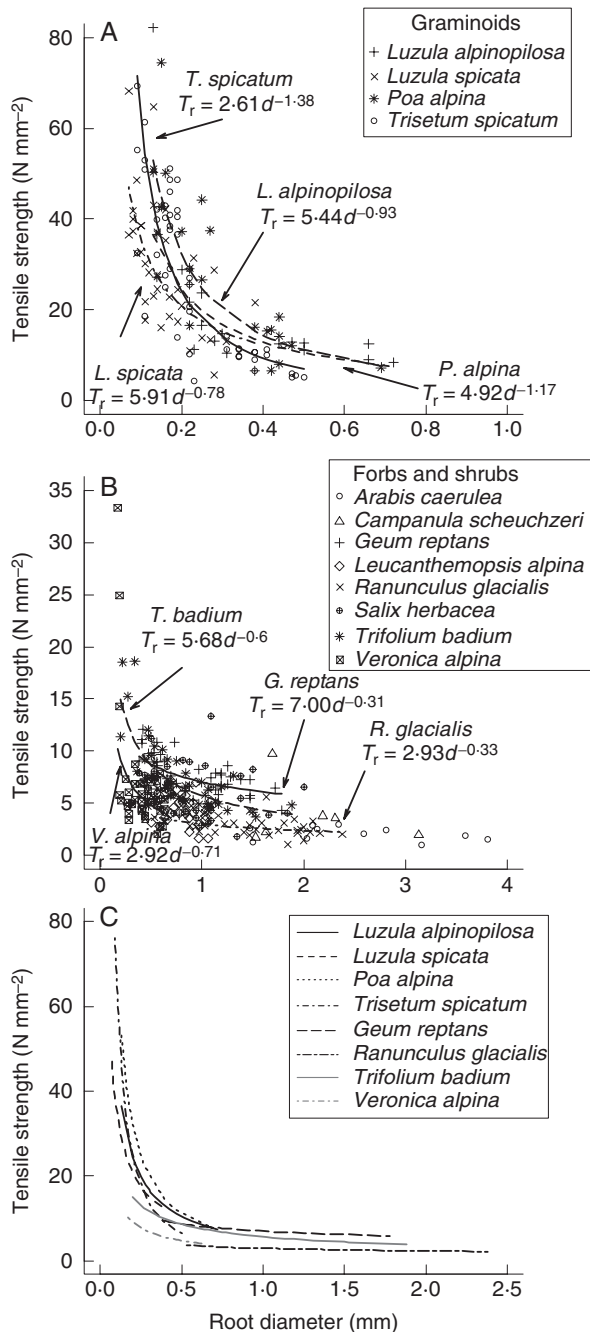 A
Graminoids
+ Luzula alpinopilosa
× Luzula spicata
✳ Poa alpina
○ Trisetum spicatum
80
60
40
20
0
Tensile strength (N mm−2)
T. spicatum
Tr = 2·61d−1·38
L. alpinopilosa
Tr = 5·44d−0·93
L. spicata
Tr = 5·91d−0·78
P. alpina
Tr = 4·92d−1·17
0·0 0·2 0·4 0·6 0·8 1·0
B
Forbs and shrubs
Arabis caerulea
Campanula scheuchzeri
Geum reptans
Leucanthemopsis alpina
Ranunculus glacialis
Salix herbacea
Trifolium badium
Veronica alpina
35
30
25
20
15
10
5
0
Tensile strength (N mm−2)
T. badium
Tr = 5·68d−0·6
G. reptans
Tr = 7·00d−0·31
R. glacialis
Tr = 2·93d−0·33
V. alpina
Tr = 2·92d−0·71
0 1 2 3 4
C
Luzula alpinopilosa
Luzula spicata
Poa alpina
Trisetum spicatum
Geum reptans
Ranunculus glacialis
Trifolium badium
Veronica alpina
80
60
40
20
0
Tensile strength (N mm−2)
0·0 0·5 1·0 1·5 2·0 2·5
Root diameter (mm)